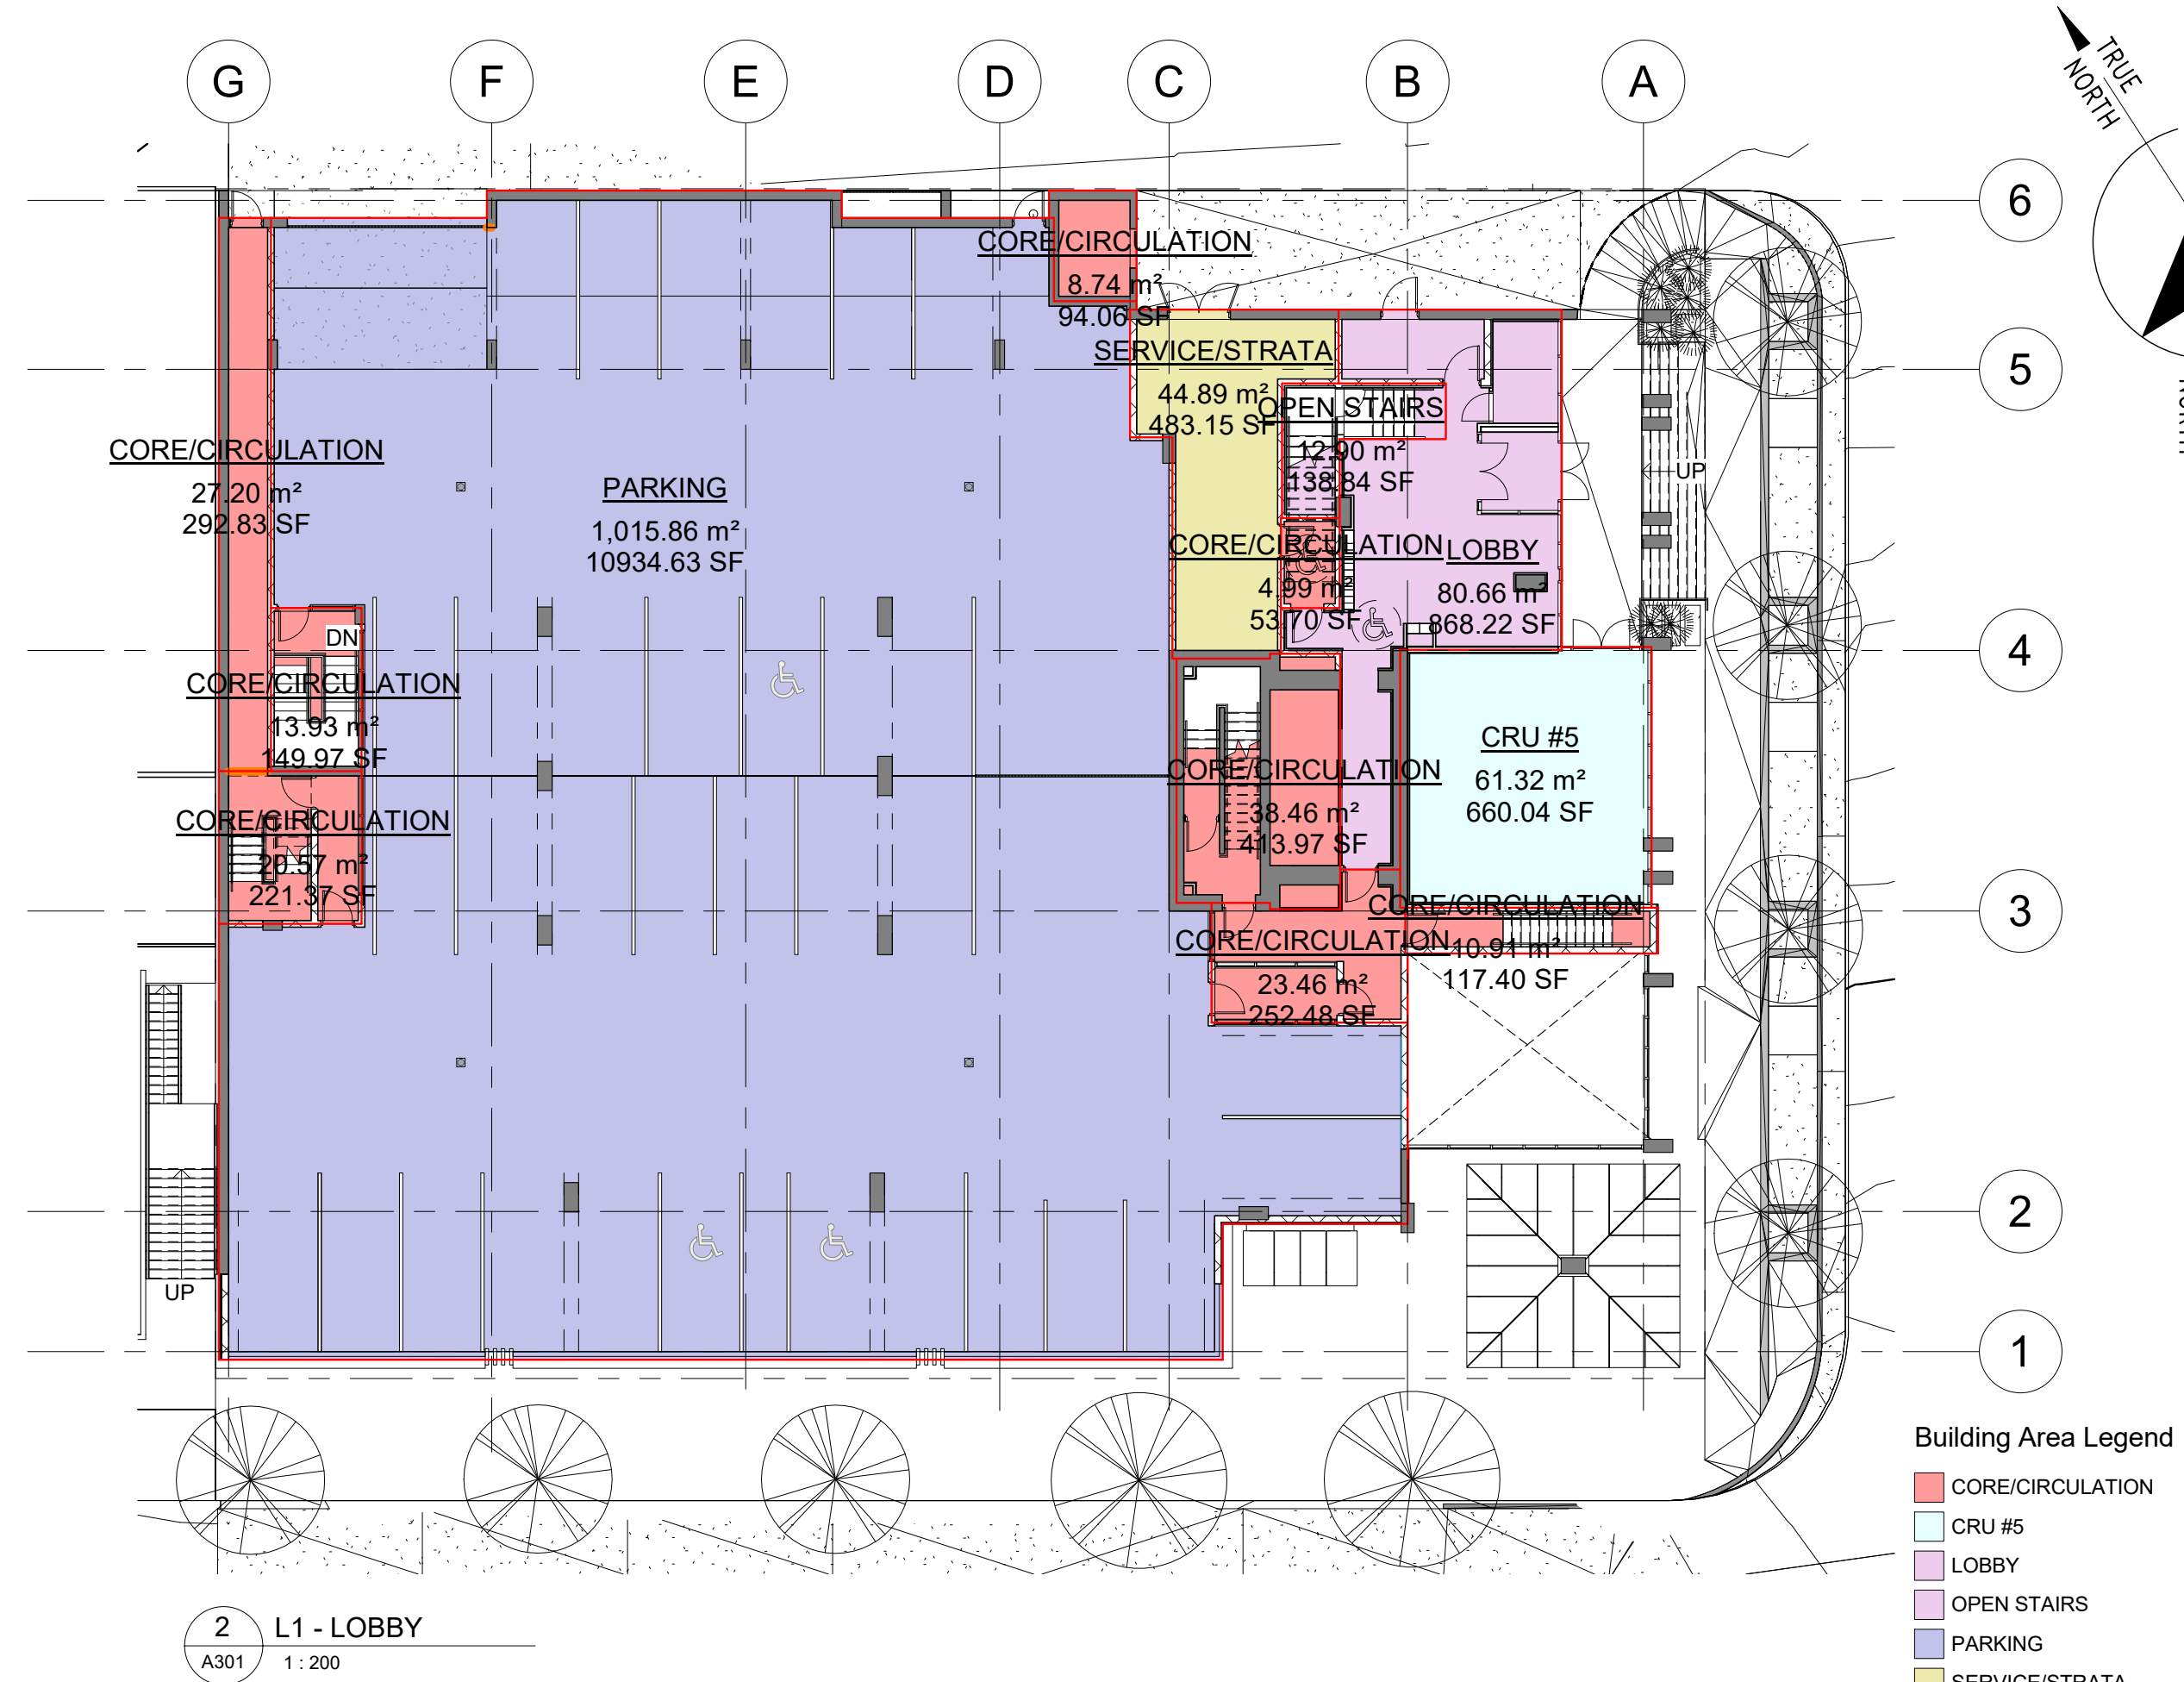 G
F
E
D
C
B
A
TRUE
NORTH
6
5
4
3
2
1
CORE/CIRCULATION
8.74 m²
94.06 SF
SERVICE/STRATA
44.89 m²
483.15 SF
OPEN STAIRS
12.90 m²
138.84 SF
CORE/CIRCULATION
27.20 m²
292.83 SF
PARKING
1,015.86 m²
10934.63 SF
CORE/CIRCULATION
4.99 m²
53.70 SF
LOBBY
80.66 m²
868.22 SF
UP
DN
CORE/CIRCULATION
13.93 m²
149.97 SF
CORE/CIRCULATION
20.57 m²
221.37 SF
CORE/CIRCULATION
38.46 m²
413.97 SF
CRU #5
61.32 m²
660.04 SF
CORE/CIRCULATION
10.91 m²
117.40 SF
CORE/CIRCULATION
23.46 m²
252.48 SF
UP
Building Area Legend
CORE/CIRCULATION
CRU #5
LOBBY
OPEN STAIRS
PARKING
SERVICE/STRATA
2
A301
L1 - LOBBY
1 : 200